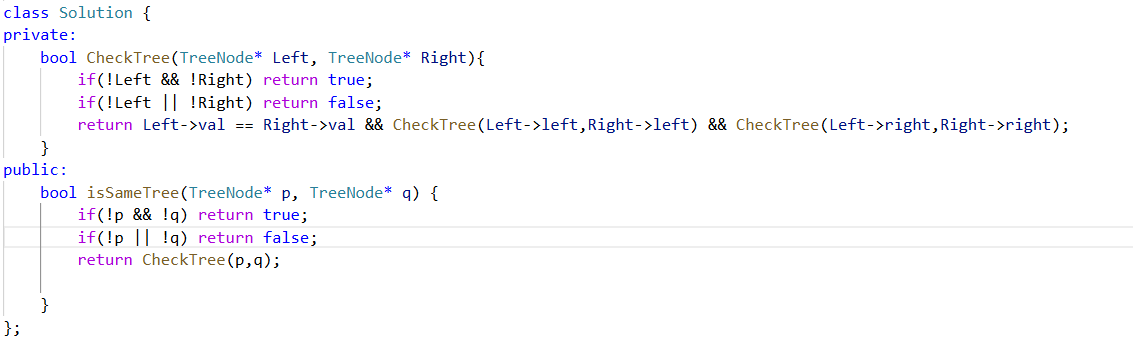 class Solution {
private:
    bool CheckTree(TreeNode* Left, TreeNode* Right){
        if(!Left && !Right) return true;
        if(!Left || !Right) return false;
        return Left->val == Right->val && CheckTree(Left->left,Right->left) && CheckTree(Left->right,Right->right);
    }
public:
    bool isSameTree(TreeNode* p, TreeNode* q) {
        if(!p && !q) return true;
        if(!p || !q) return false;
        return CheckTree(p,q);
    }
};